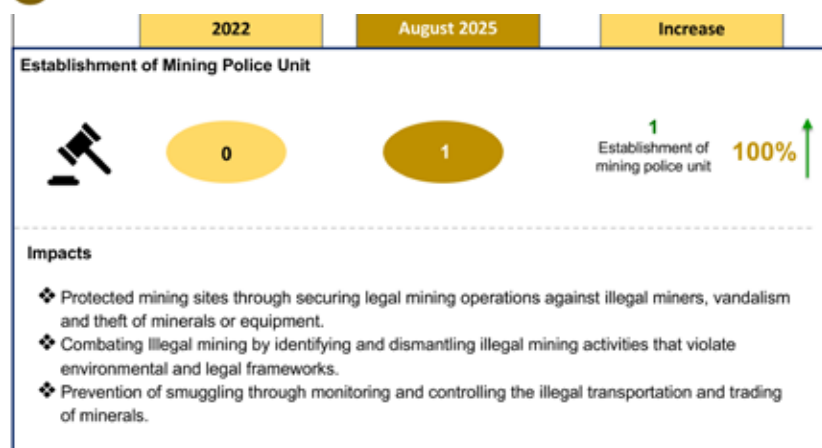 2022 August 2025 Increase
Establishment of Mining Police Unit
0 1 1
Establishment of
mining police unit 100%
Impacts
❖ Protected mining sites through securing legal mining operations against illegal miners, vandalism
and theft of minerals or equipment.
❖ Combating Illegal mining by identifying and dismantling illegal mining activities that violate
environmental and legal frameworks.
❖ Prevention of smuggling through monitoring and controlling the illegal transportation and trading
of minerals.